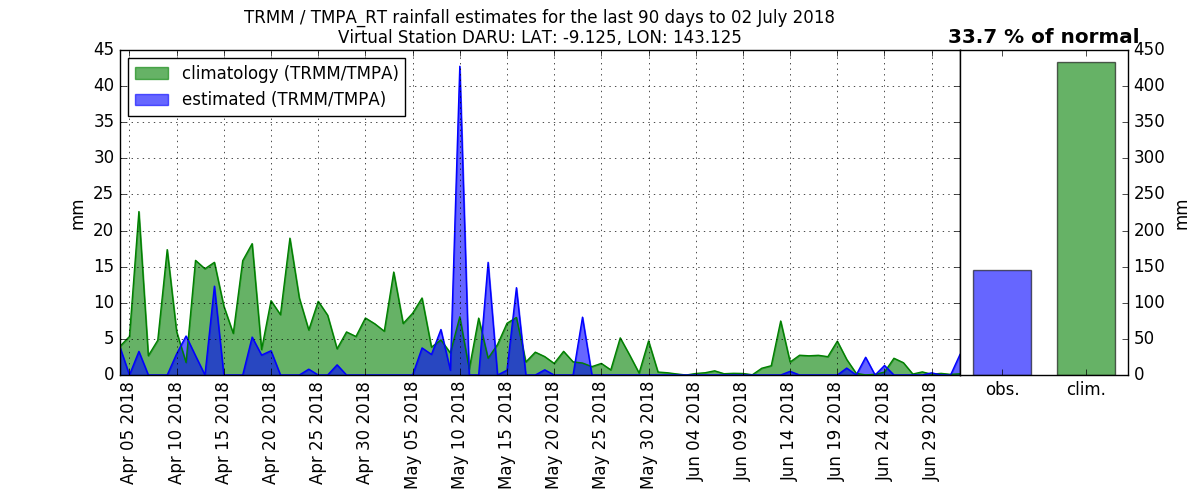 TRMM / TMPA_RT rainfall estimates for the last 90 days to 02 July 2018
Virtual Station DARU: LAT: -9.125, LON: 143.125
33.7 % of normal
climatology (TRMM/TMPA)
estimated (TRMM/TMPA)
mm
45
40
35
30
25
20
15
10
5
0
450
400
350
300
250
200
150
100
50
0
mm
Apr 05 2018
Apr 10 2018
Apr 15 2018
Apr 20 2018
Apr 25 2018
Apr 30 2018
May 05 2018
May 10 2018
May 15 2018
May 20 2018
May 25 2018
May 30 2018
Jun 04 2018
Jun 09 2018
Jun 14 2018
Jun 19 2018
Jun 24 2018
Jun 29 2018
obs.
clim.